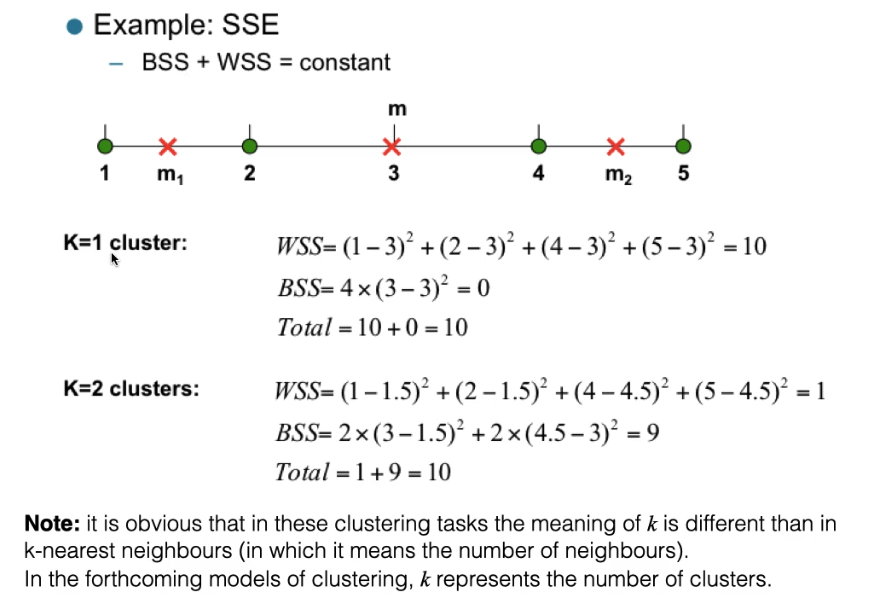 Example: SSE
– BSS + WSS = constant
m
1 m₁ 2 3 4 m₂ 5
K=1 cluster: WSS= (1 – 3)² + (2 – 3)² + (4 – 3)² + (5 – 3)² = 10
BSS= 4 × (3 – 3)² = 0
Total = 10 + 0 = 10
K=2 clusters: WSS= (1 – 1.5)² + (2 – 1.5)² + (4 – 4.5)² + (5 – 4.5)² = 1
BSS= 2 × (3 – 1.5)² + 2 × (4.5 – 3)² = 9
Total = 1 + 9 = 10
Note: it is obvious that in these clustering tasks the meaning of k is different than in
k-nearest neighbours (in which it means the number of neighbours).
In the forthcoming models of clustering, k represents the number of clusters.